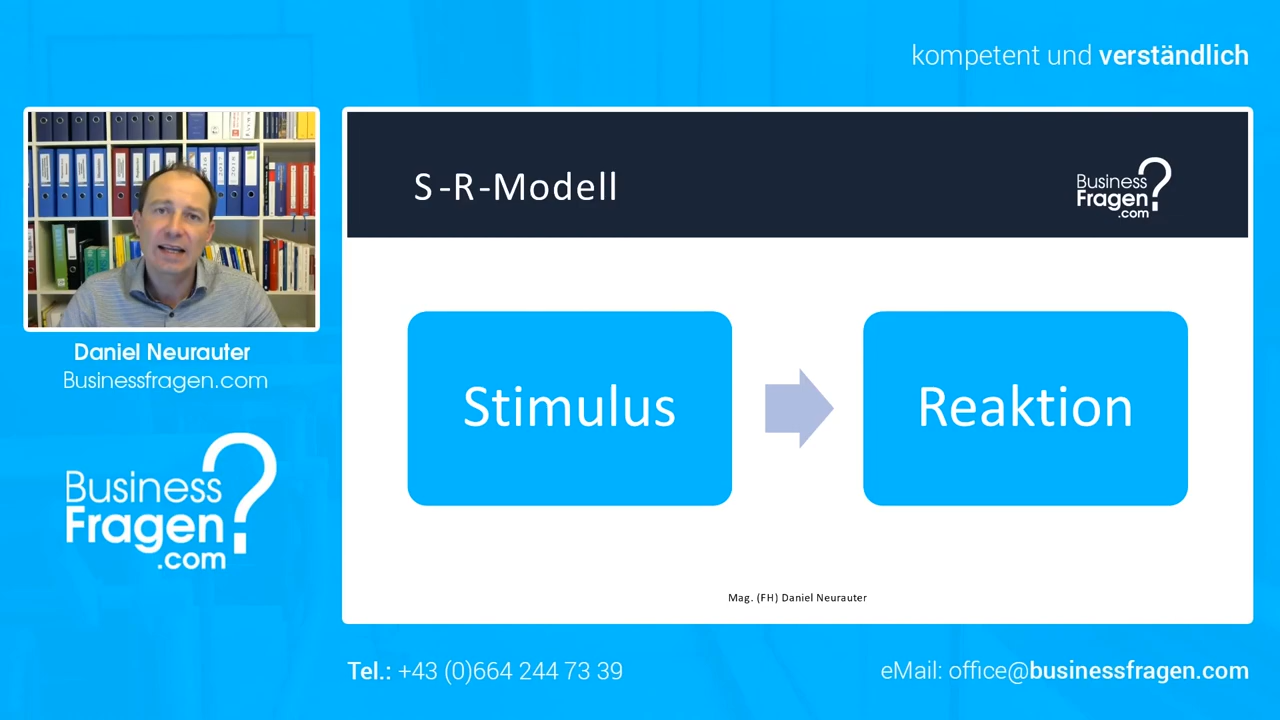 kompetent und verständlich
S-R-Modell
Business
Fragen?
.com
Stimulus
Reaktion
Daniel Neurauter
Businessfragen.com
Business
Fragen?
.com
Mag. (FH) Daniel Neurauter
Tel.: +43 (0)664 244 73 39
eMail: office@businessfragen.com